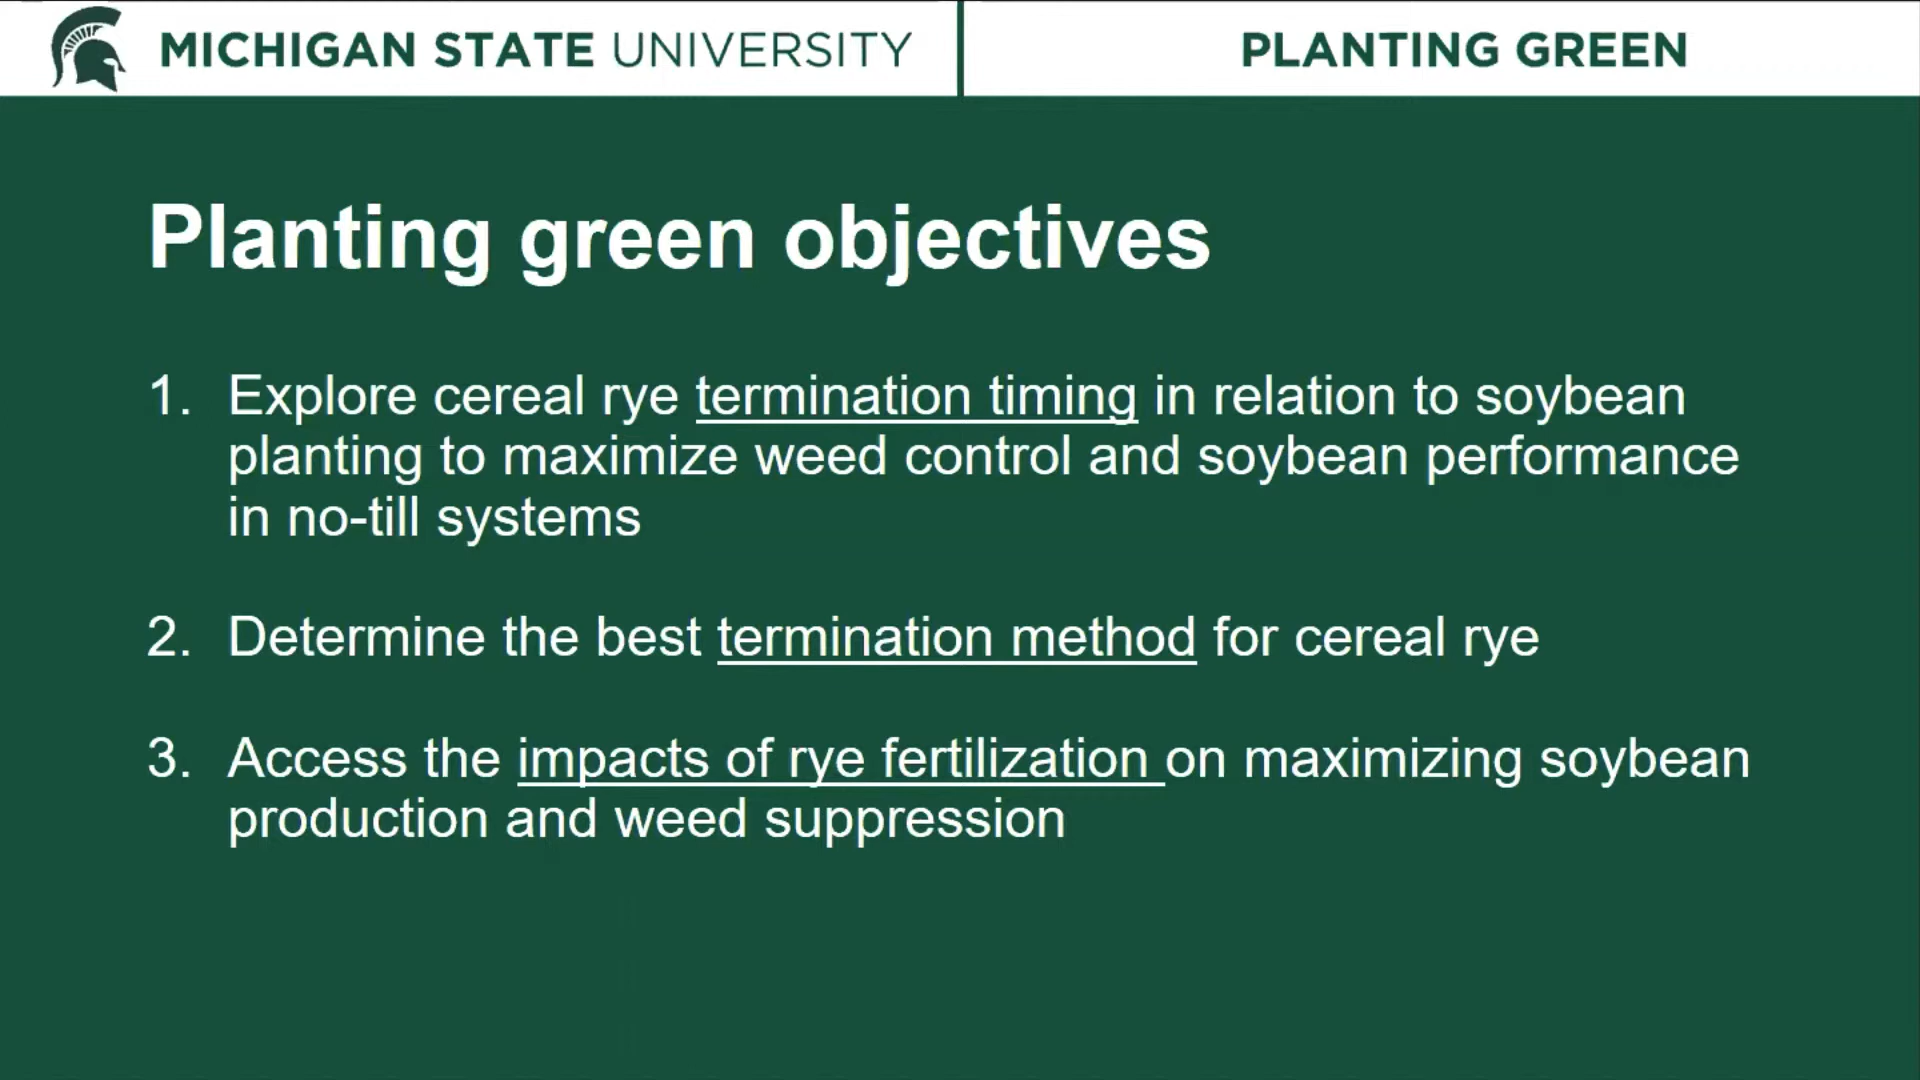 MICHIGAN STATE UNIVERSITY
PLANTING GREEN
Planting green objectives
1. Explore cereal rye termination timing in relation to soybean
planting to maximize weed control and soybean performance
in no-till systems
2. Determine the best termination method for cereal rye
3. Access the impacts of rye fertilization on maximizing soybean
production and weed suppression